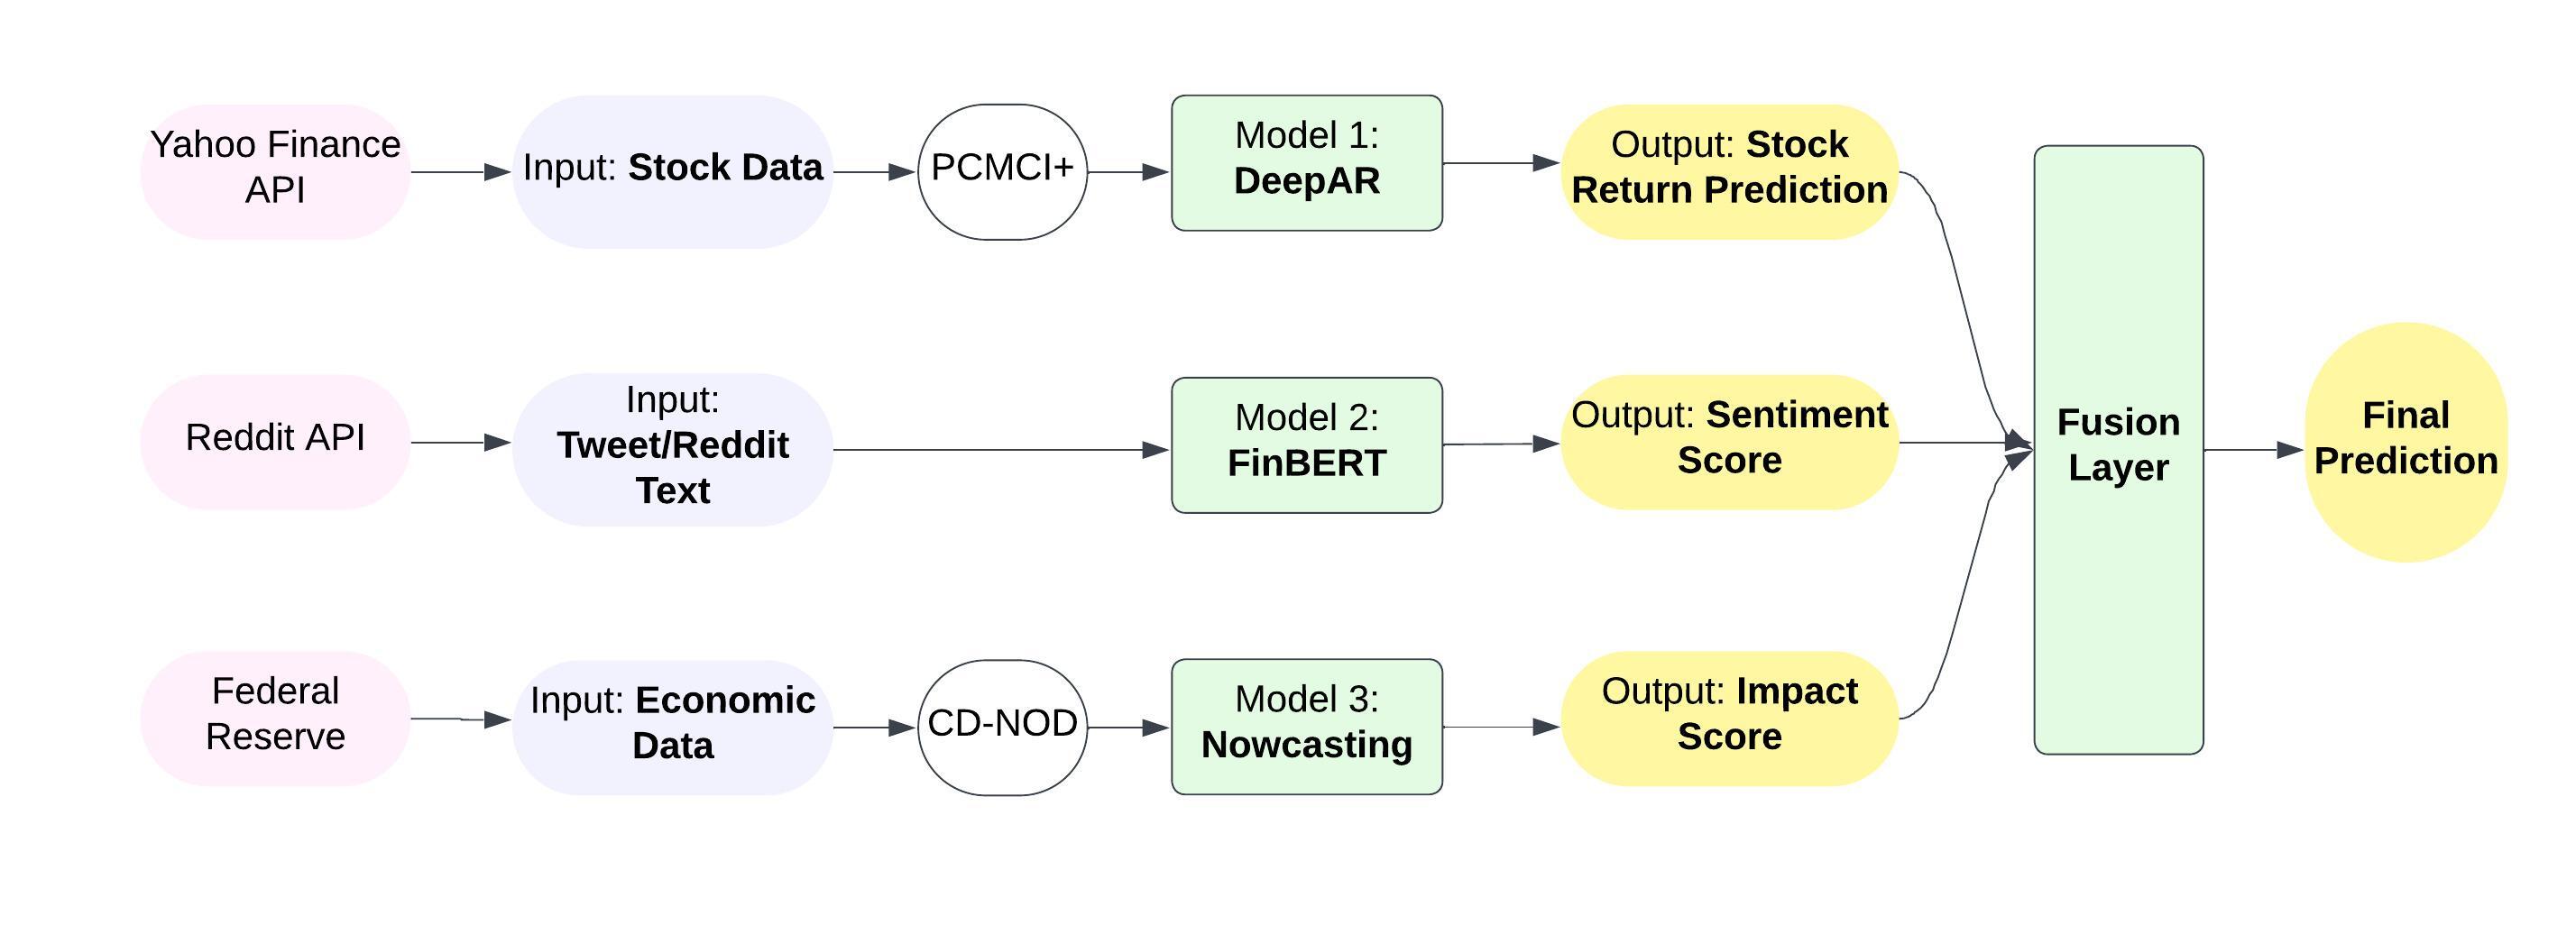 Yahoo Finance
API
Input: Stock Data
PCMCI+
Model 1:
DeepAR
Output: Stock
Return Prediction
Reddit API
Input:
Tweet/Reddit
Text
Model 2:
FinBERT
Output: Sentiment
Score
Federal
Reserve
Input: Economic
Data
CD-NOD
Model 3:
Nowcasting
Output: Impact
Score
Fusion
Layer
Final
Prediction